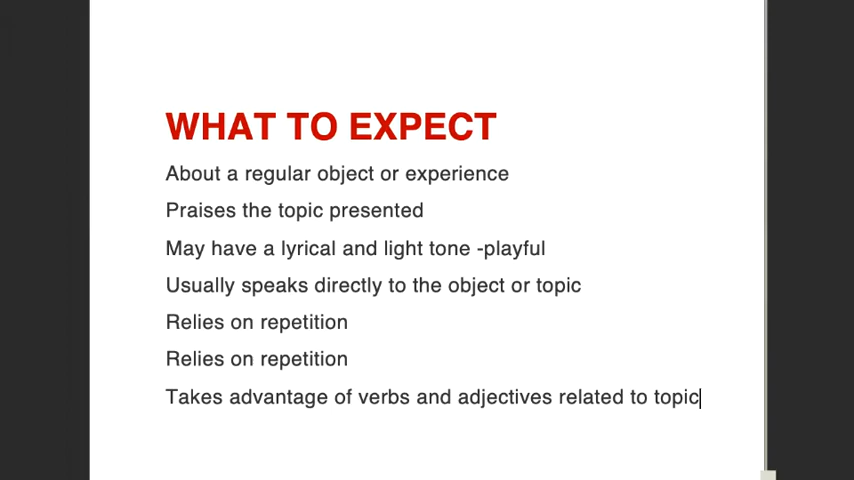 WHAT TO EXPECT
About a regular object or experience
Praises the topic presented
May have a lyrical and light tone -playful
Usually speaks directly to the object or topic
Relies on repetition
Relies on repetition
Takes advantage of verbs and adjectives related to topic